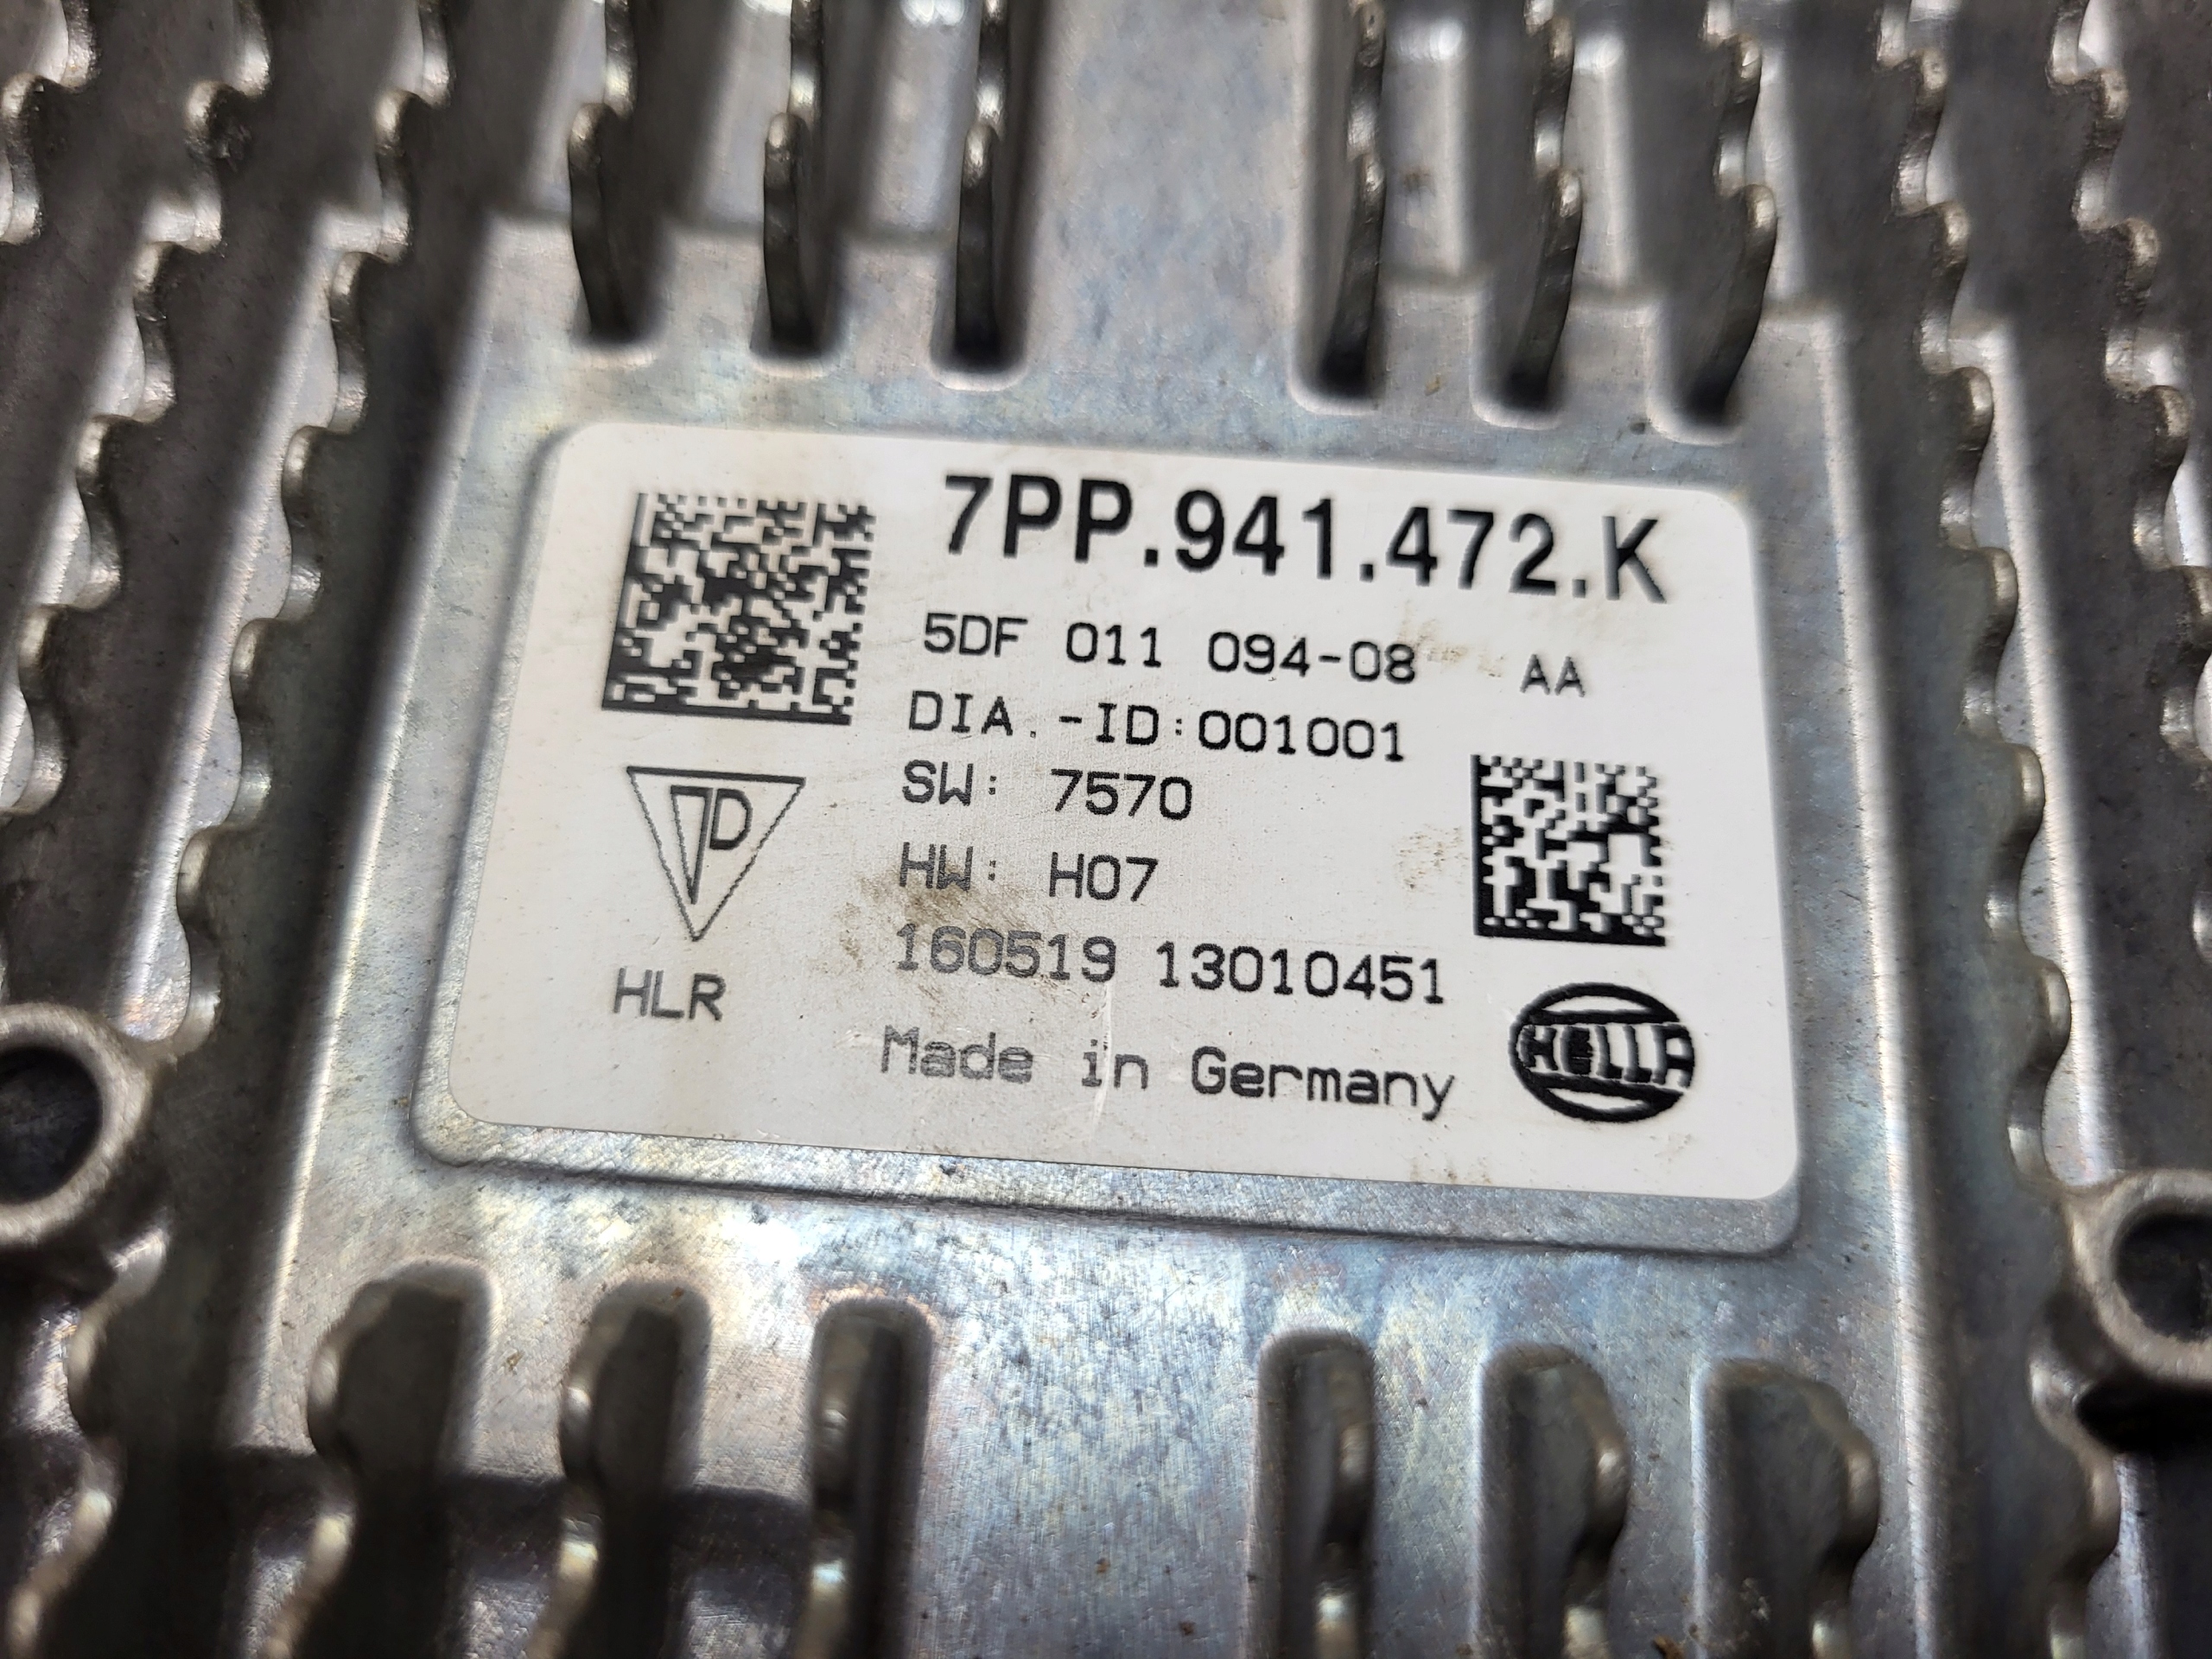 7PP.941.472.K
5DF 011 094-08 AA
DIA.-ID:001001
SW: 7570
HW: H07
160519 13010451
HLR
Made in Germany
HELLA